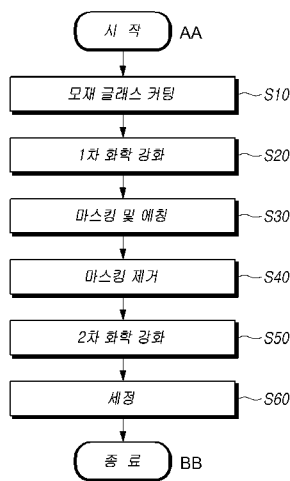 시 작 AA
모재 글래스 커팅 S10
1차 화학 강화 S20
마스킹 및 에칭 S30
마스킹 제거 S40
2차 화학 강화 S50
세정 S60
종 료 BB